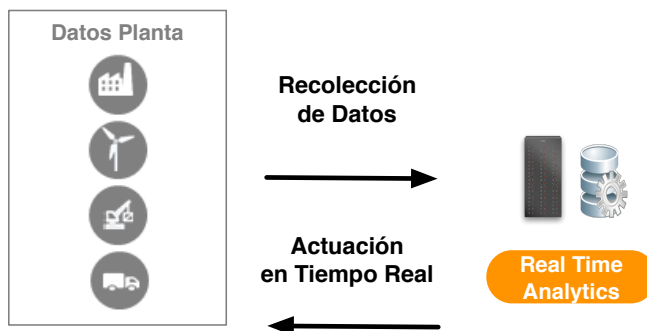 Datos Planta
Recolección
de Datos
Actuación
en Tiempo Real
Real Time
Analytics